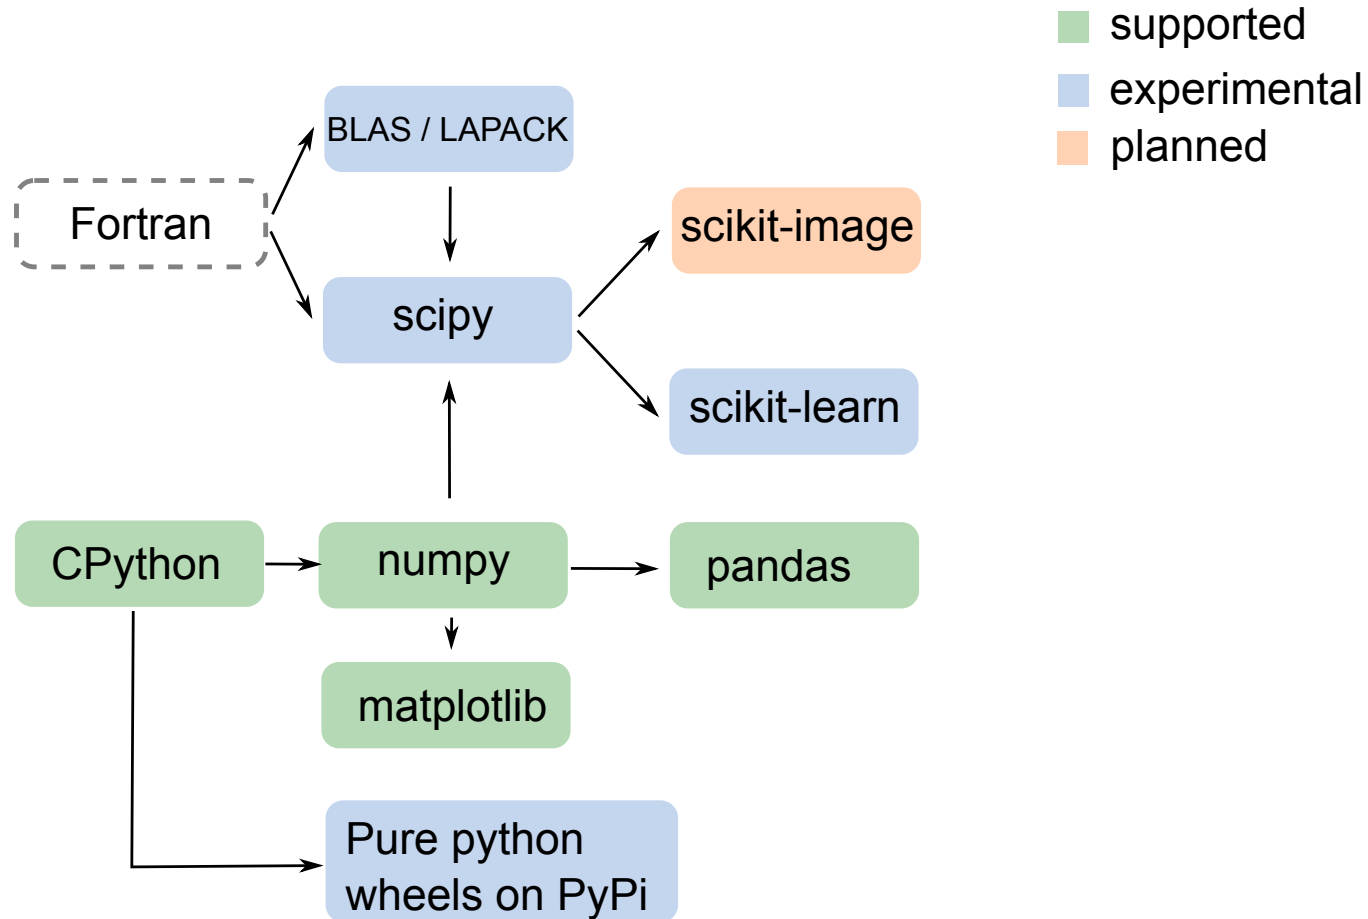 supported
experimental
planned
BLAS / LAPACK
Fortran
scikit-image
scipy
scikit-learn
CPython
numpy
pandas
matplotlib
Pure python
wheels on PyPi